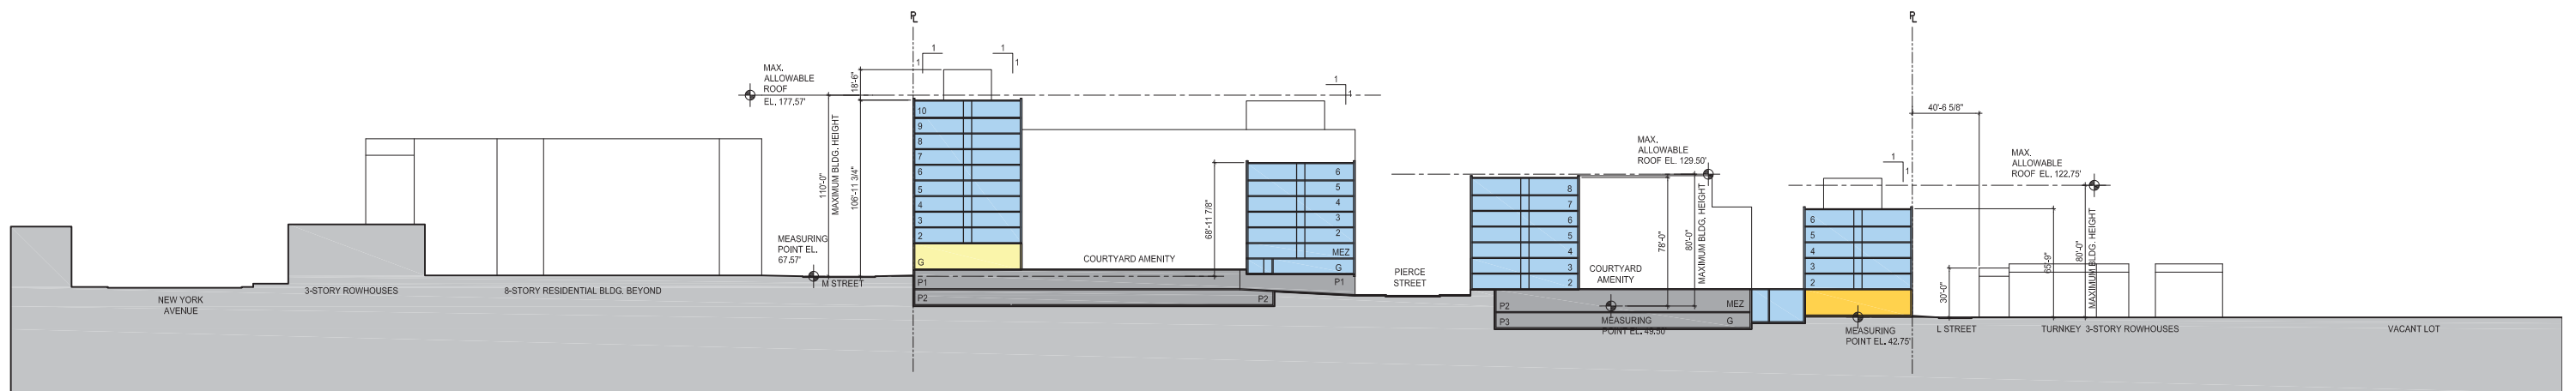 PL
PL
1
1
1
1
MAX.
ALLOWABLE
ROOF
EL. 177.57'
18'-6"
110'-0"
MAXIMUM BLDG. HEIGHT
106'-11 3/4"
MEASURING
POINT EL.
67.57'
10
9
8
7
6
5
4
3
2
G
P1
P2
COURTYARD AMENITY
68'-11 7/8"
1
1
6
5
4
3
2
MEZ
G
P1
P2
PIERCE
STREET
8
7
6
5
4
3
2
MAX.
ALLOWABLE
ROOF EL. 129.50'
78'-0"
80'-0"
MAXIMUM BLDG. HEIGHT
COURTYARD
AMENITY
P2
MEZ
P3
G
MEASURING
POINT EL. 49.50'
1
1
6
5
4
3
2
MEASURING
POINT EL. 42.75'
40'-6 5/8"
MAX.
ALLOWABLE
ROOF EL. 122.75'
30'-0"
65'-9"
80'-0"
MAXIMUM BLDG. HEIGHT
NEW YORK
AVENUE
3-STORY ROWHOUSES
8-STORY RESIDENTIAL BLDG. BEYOND
M STREET
L STREET
TURNKEY 3-STORY ROWHOUSES
VACANT LOT